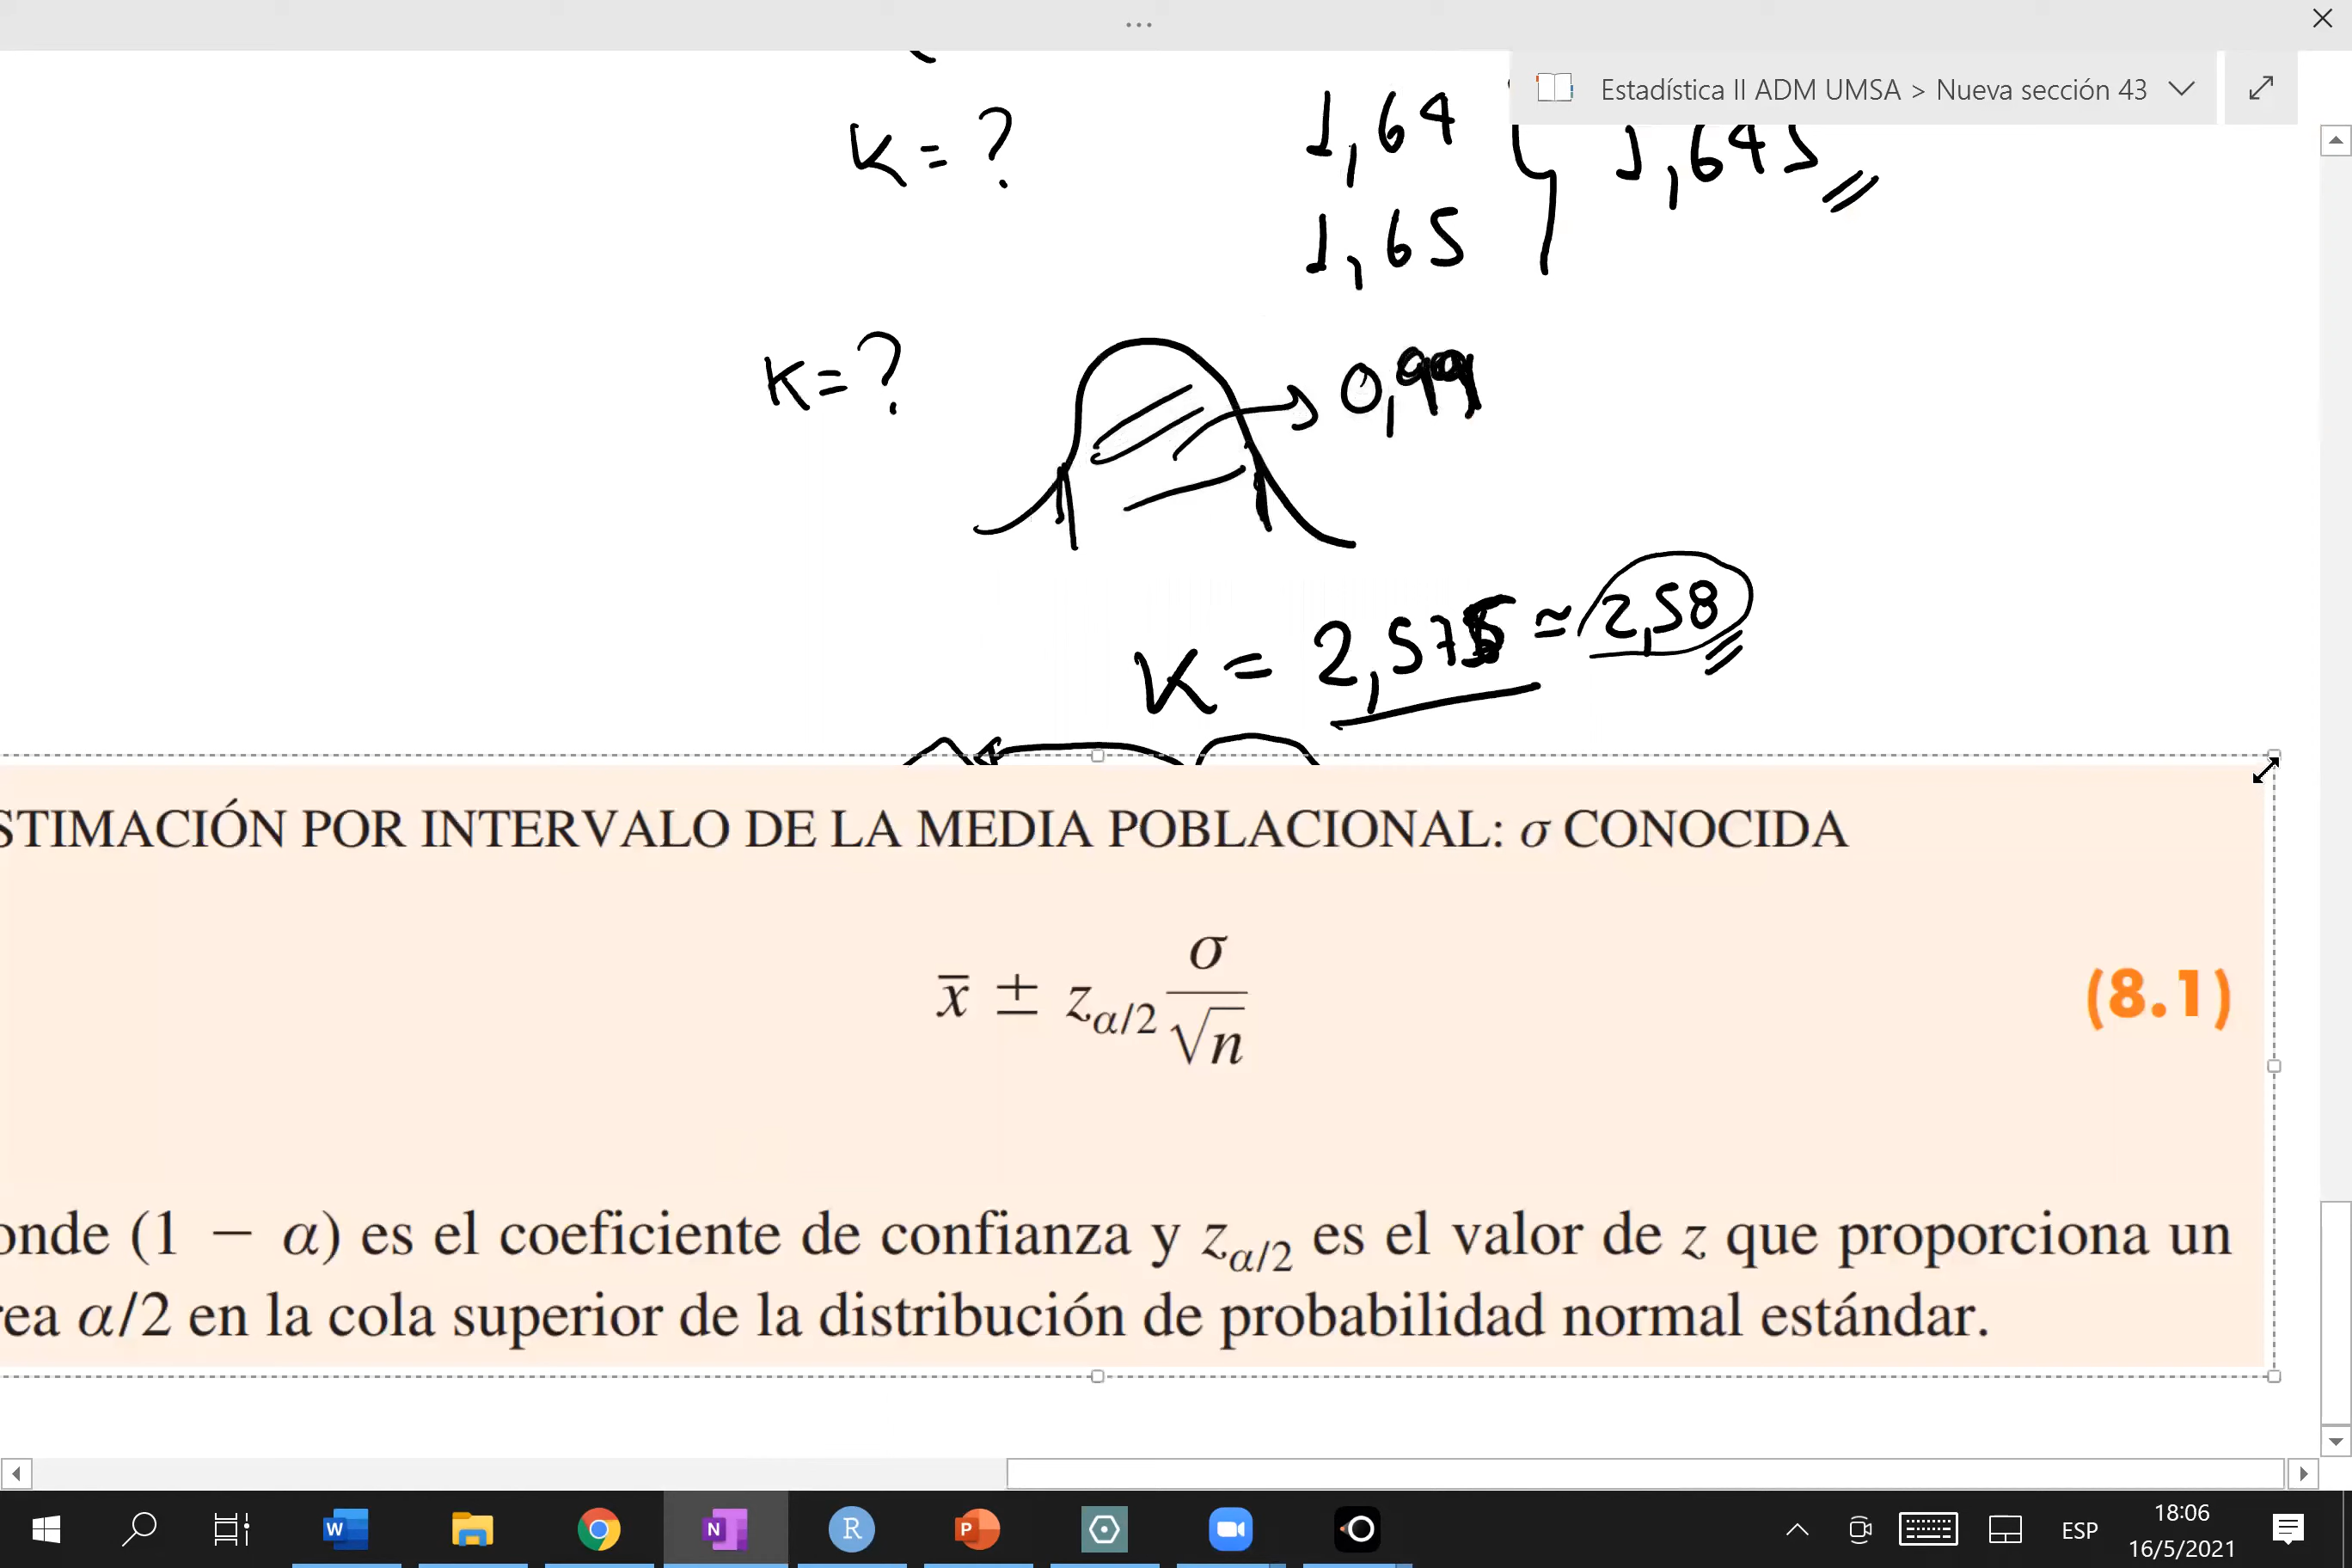 Estadística II ADM UMSA > Nueva sección 43
K = ?
1,64
1,65
1,645
K = ?
0,99
K = 2,575 ≃ 2,58
STIMACIÓN POR INTERVALO DE LA MEDIA POBLACIONAL: σ CONOCIDA
x̄ ± z_{α/2} σ/√n (8.1)
onde (1 − α) es el coeficiente de confianza y z_{α/2} es el valor de z que proporciona un
rea α/2 en la cola superior de la distribución de probabilidad normal estándar.
W
N
R
P
ESP
18:06
16/5/2021